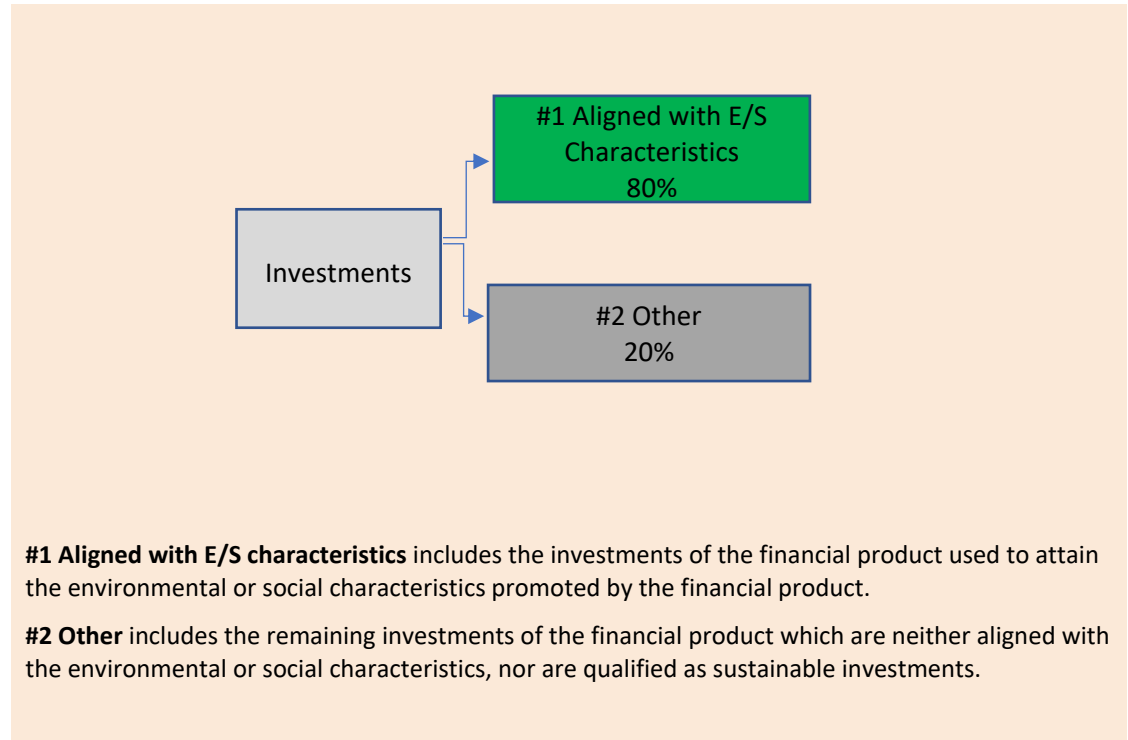 #1 Aligned with E/S
Characteristics
80%
Investments
#2 Other
20%
#1 Aligned with E/S characteristics includes the investments of the financial product used to attain
the environmental or social characteristics promoted by the financial product.
#2 Other includes the remaining investments of the financial product which are neither aligned with
the environmental or social characteristics, nor are qualified as sustainable investments.